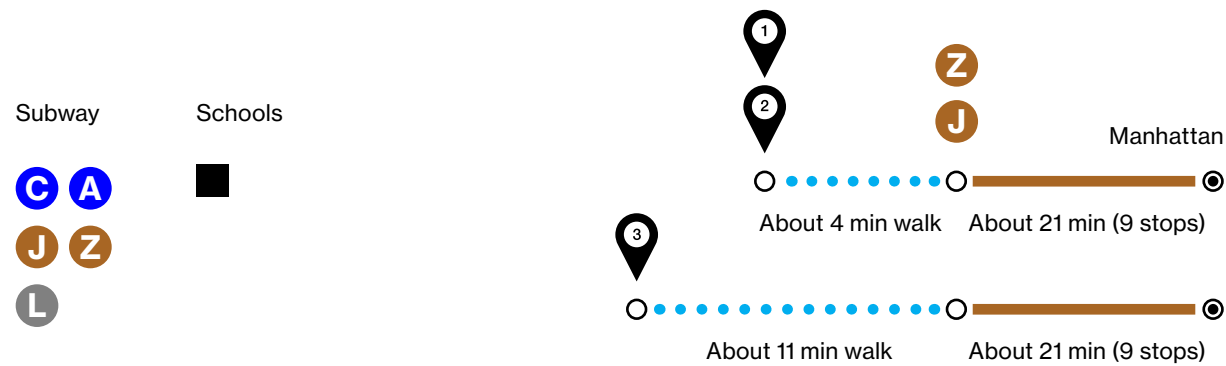 Subway
Schools
C A
J Z
L
1
2
Z
J
Manhattan
About 4 min walk
About 21 min (9 stops)
3
About 11 min walk
About 21 min (9 stops)